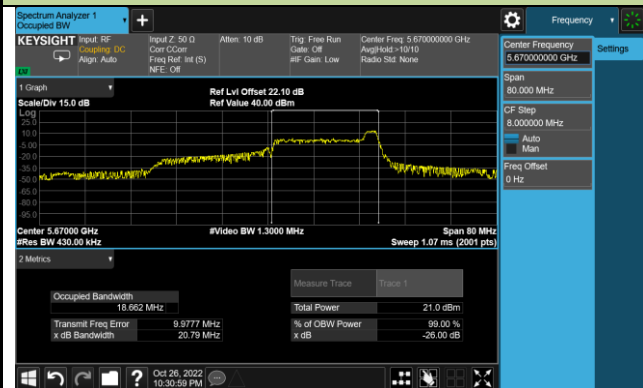 Spectrum Analyzer 1
Occupied BW
+
Frequency
KEYSIGHT
Input: RF
Coupling: DC
Align: Auto
Input Z: 50 Ω
Corr CCorr
Freq Ref: Int (S)
NFE: Off
Atten: 10 dB
Trig: Free Run
Gate: Off
#IF Gain: Low
Center Freq: 5.670000000 GHz
Avg|Hold:>10/10
Radio Std: None
1 Graph
Scale/Div 15.0 dB
Ref Lvl Offset 22.10 dB
Ref Value 40.00 dBm
Log
25.0
10.0
-5.00
-20.0
-35.0
-50.0
-65.0
-80.0
-95.0
Center 5.67000 GHz
#Video BW 1.3000 MHz
Span 80 MHz
#Res BW 430.00 kHz
Sweep 1.07 ms (2001 pts)
2 Metrics
Measure Trace
Trace 1
Occupied Bandwidth
18.662 MHz
Total Power
21.0 dBm
Transmit Freq Error
9.9777 MHz
% of OBW Power
99.00 %
x dB Bandwidth
20.79 MHz
x dB
-26.00 dB
Oct 26, 2022
10:30:59 PM
Center Frequency
5.670000000 GHz
Settings
Span
80.000 MHz
CF Step
8.000000 MHz
Auto
Man
Freq Offset
0 Hz